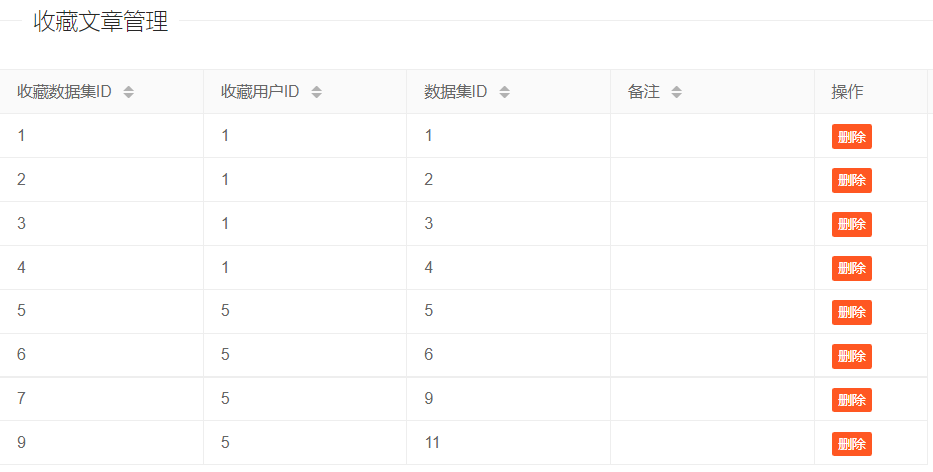 收藏文章管理
收藏数据集ID 收藏用户ID 数据集ID 备注 操作
1 1 1 删除
2 1 2 删除
3 1 3 删除
4 1 4 删除
5 5 5 删除
6 5 6 删除
7 5 9 删除
9 5 11 删除